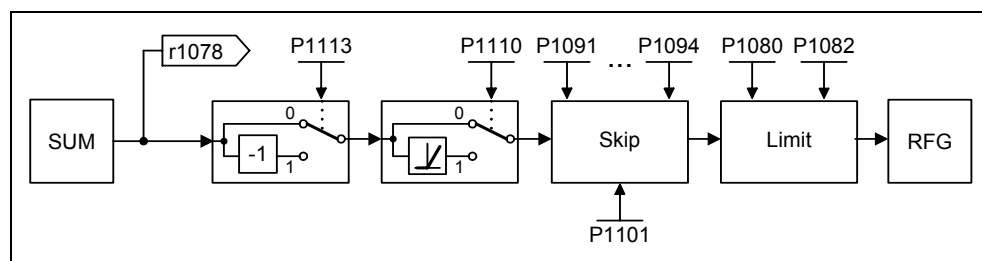 r1078
P1113
P1110
P1091
...
P1094
P1080
P1082
SUM
0
-1
1
0
1
Skip
Limit
RFG
P1101